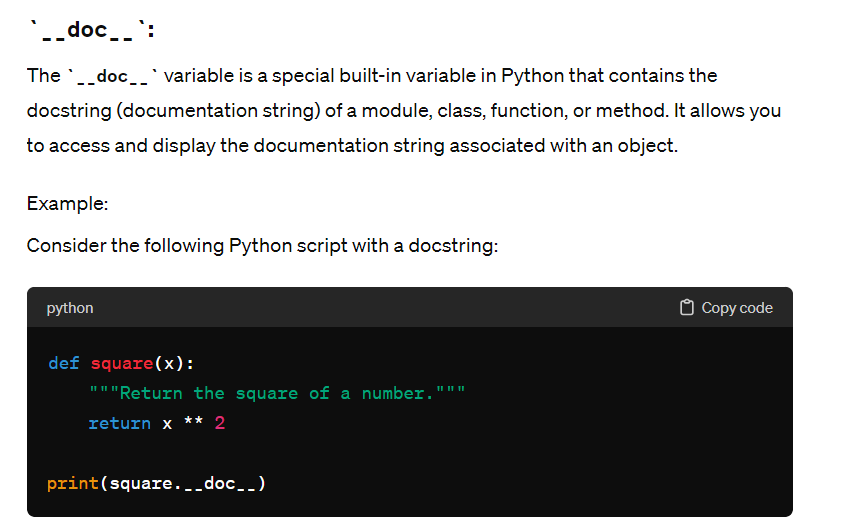 `__doc__`:
The `__doc__` variable is a special built-in variable in Python that contains the
docstring (documentation string) of a module, class, function, or method. It allows you
to access and display the documentation string associated with an object.
Example:
Consider the following Python script with a docstring:
python Copy code
def square(x):
    """Return the square of a number."""
    return x ** 2
print(square.__doc__)